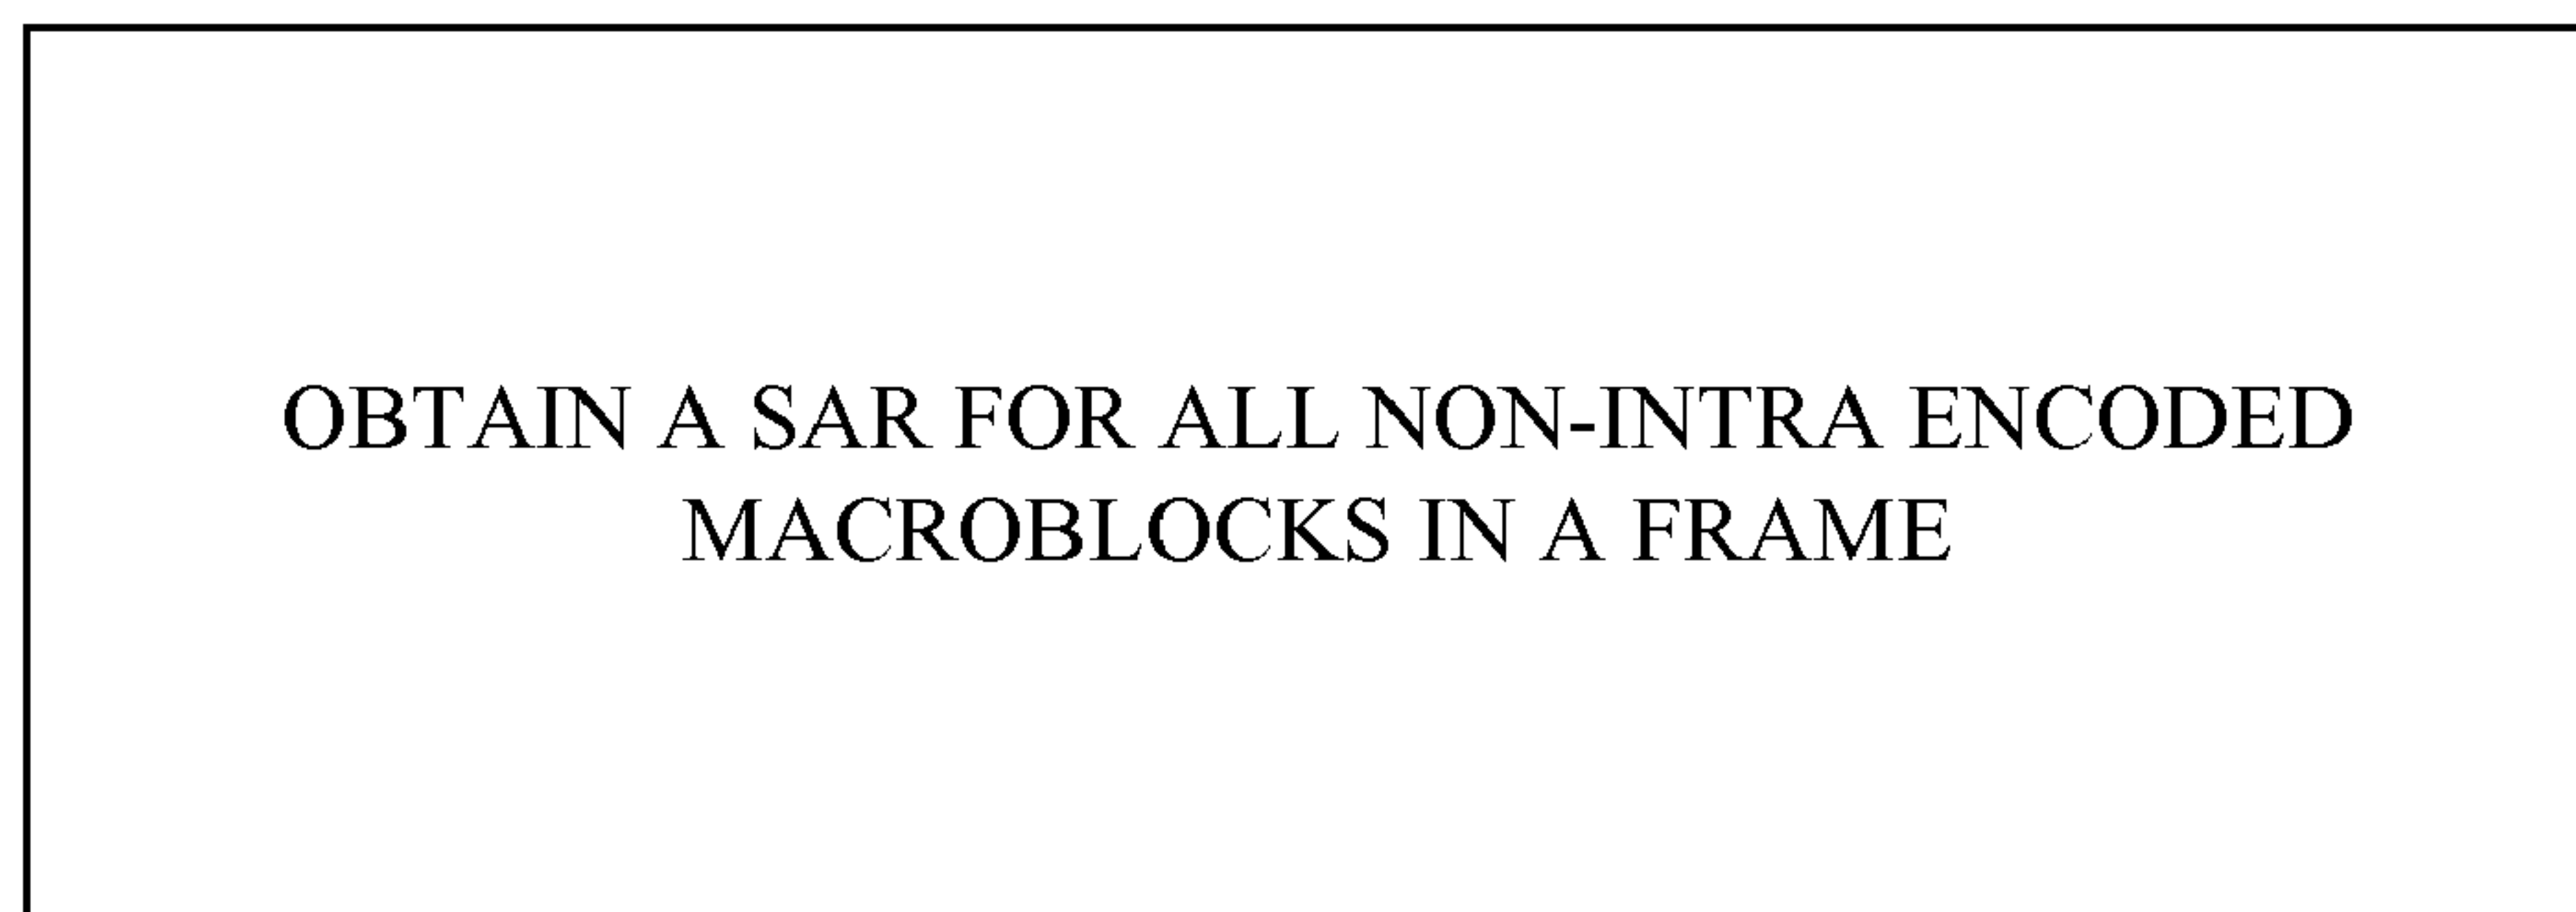 OBTAIN A SAR FOR ALL NON-INTRA ENCODED
MACROBLOCKS IN A FRAME